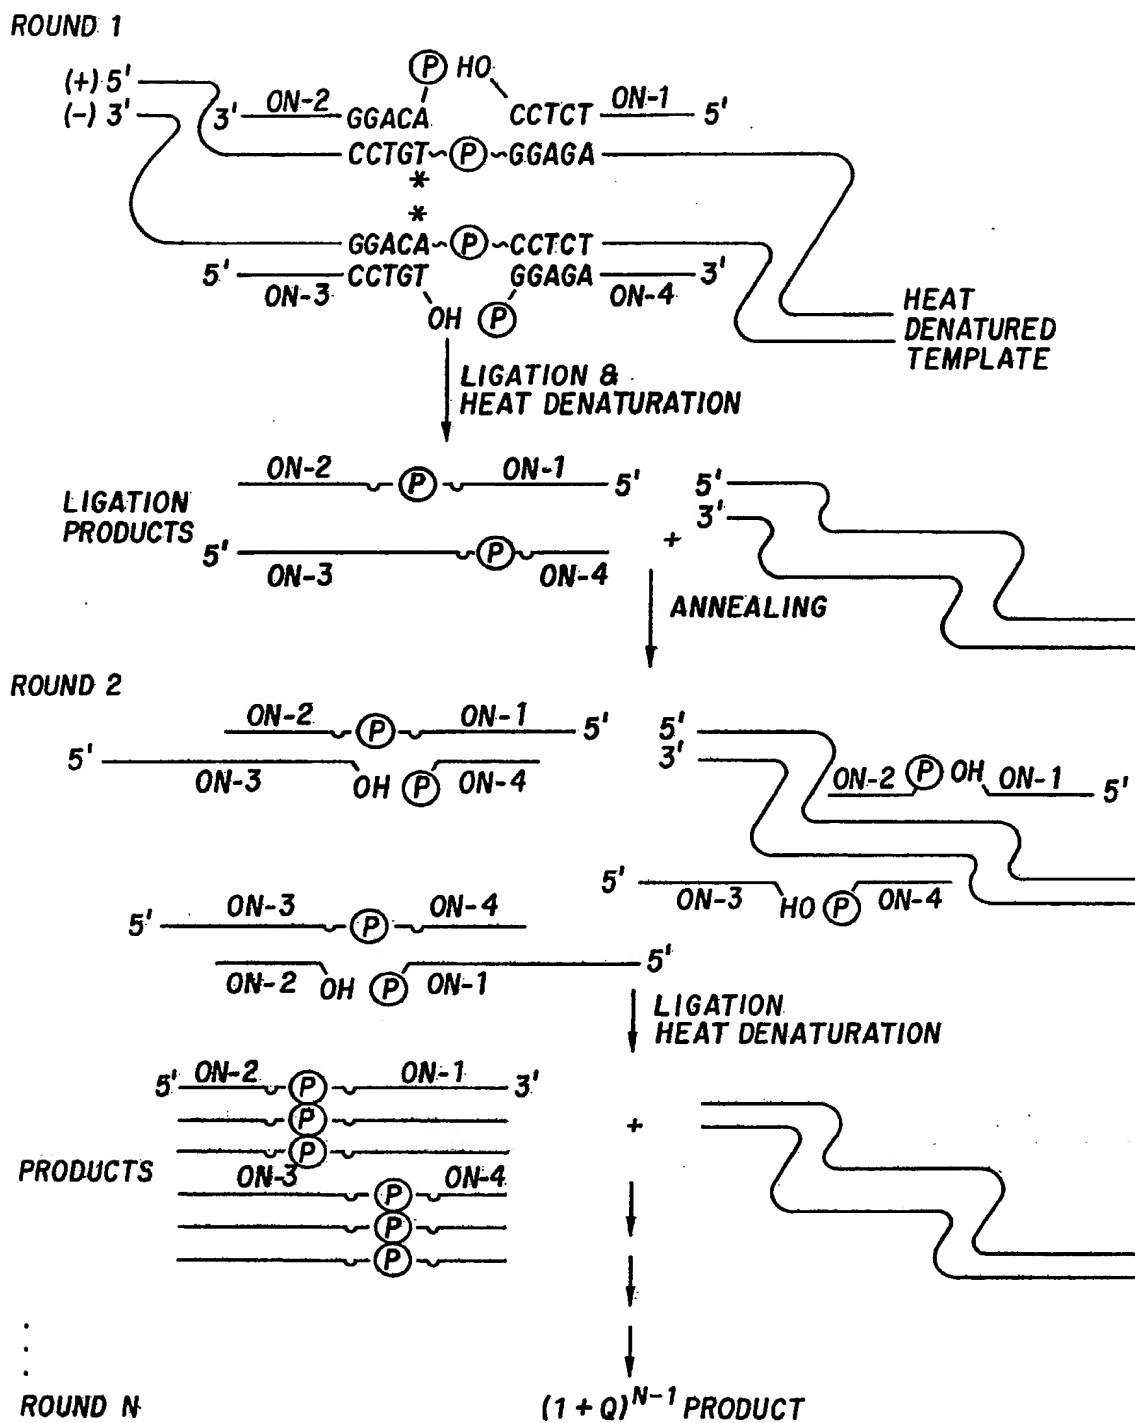 ROUND 1
(+) 5'
(-) 3'
P HO
3' ON-2 GGACA CCTCT ON-1 5'
CCTGT~P~GGAGA
*
*
GGACA~P~CCTCT
5' ON-3 CCTGT GGAGA ON-4 3'
OH P
HEAT
DENATURED
TEMPLATE
LIGATION &
HEAT DENATURATION
LIGATION
PRODUCTS
ON-2 P ON-1 5'
5' ON-3 P ON-4
+
5'
3'
ANNEALING
ROUND 2
ON-2 P ON-1 5'
5' ON-3 OH P ON-4
5'
3'
ON-2 P OH ON-1 5'
5' ON-3 HO P ON-4
5' ON-3 P ON-4
ON-2 OH P ON-1 5'
LIGATION
HEAT DENATURATION
5' ON-2 P ON-1 3'
P
P
PRODUCTS
ON-3 P ON-4
P
P
+
ROUND N
(1 + Q)^{N-1} PRODUCT